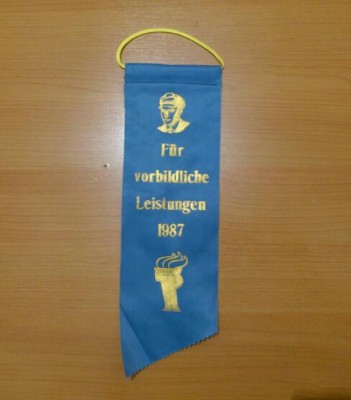 Für
vorbildliche
Leistungen
1987